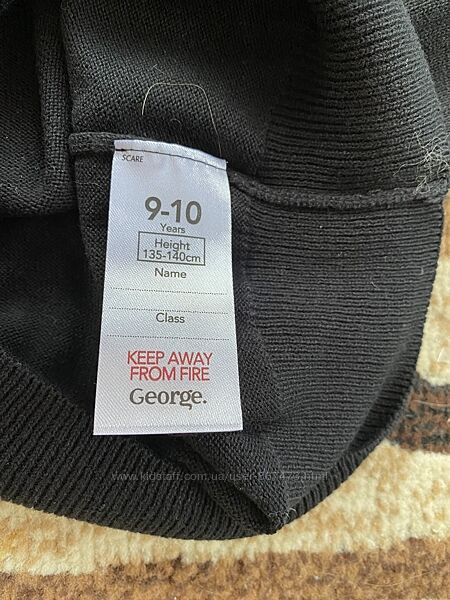 SCARE
9-10
Years
Height
135-140cm
Name
Class
KEEP AWAY
FROM FIRE
George.